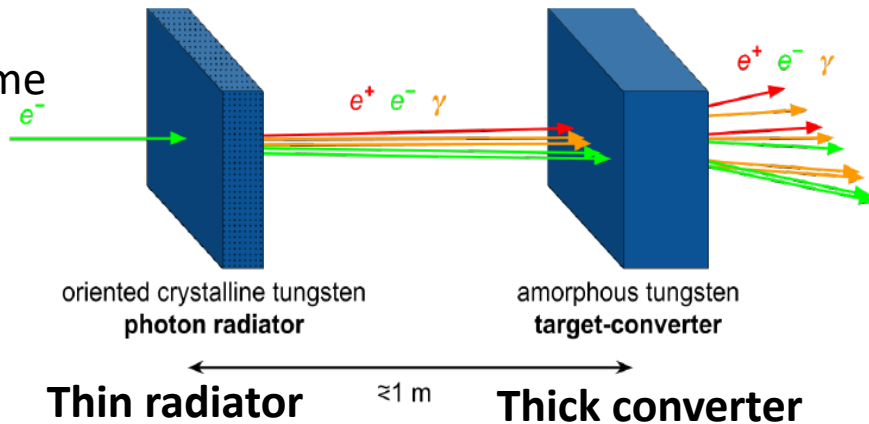 me
e⁻
e⁺ e⁻ γ
e⁺ e⁻ γ
oriented crystalline tungsten
photon radiator
amorphous tungsten
target-converter
≳1 m
Thin radiator
Thick converter